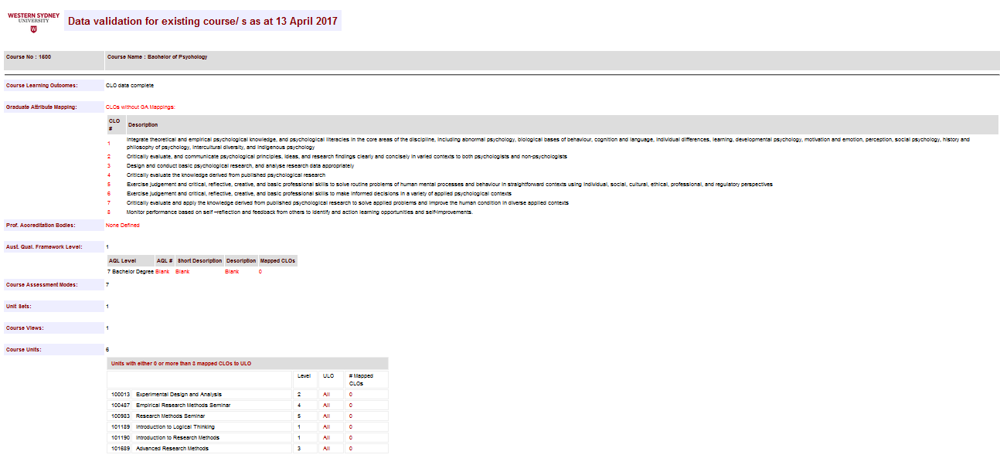 WESTERN SYDNEY
UNIVERSITY
W
Data validation for existing course/ s as at 13 April 2017
Course No : 1500 Course Name : Bachelor of Psychology
Course Learning Outcomes: CLO data complete
Graduate Attribute Mapping: CLOs without GA Mappings:
CLO # Description
1 Integrate theoretical and empirical psychological knowledge, and psychological literacies in the core areas of the discipline, including abnormal psychology, biological bases of behaviour, cognition and language, individual differences, learning, developmental psychology, motivation and emotion, perception, social psychology, history and
philosophy of psychology, intercultural diversity, and indigenous psychology
2 Critically evaluate, and communicate psychological principles, ideas, and research findings clearly and concisely in varied contexts to both psychologists and non-psychologists
3 Design and conduct basic psychological research, and analyse research data appropriately
4 Critically evaluate the knowledge derived from published psychological research
5 Exercise judgement and critical, reflective, creative, and basic professional skills to solve routine problems of human mental processes and behaviour in straightforward contexts using individual, social, cultural, ethical, professional, and regulatory perspectives
6 Exercise judgement and critical, reflective, creative, and basic professional skills to make informed decisions in a variety of applied psychological contexts
7 Critically evaluate and apply the knowledge derived from published psychological research to solve applied problems and improve the human condition in diverse applied contexts
8 Monitor performance based on self –reflection and feedback from others to identify and action learning opportunities and self-improvements.
Prof. Accreditation Bodies: None Defined
Aust. Qual. Framework Level: 1
AQL Level AQL # Short Description Description Mapped CLOs
7 Bachelor Degree Blank Blank Blank 0
Course Assessment Modes: 7
Unit Sets: 1
Course Views: 1
Course Units: 6
Units with either 0 or more than 3 mapped CLOs to ULO
Level ULO # Mapped
CLOs
100013 Experimental Design and Analysis 2 All 0
100487 Empirical Research Methods Seminar 4 All 0
100983 Research Methods Seminar 5 All 0
101189 Introduction to Logical Thinking 1 All 0
101190 Introduction to Research Methods 1 All 0
101689 Advanced Research Methods 3 All 0